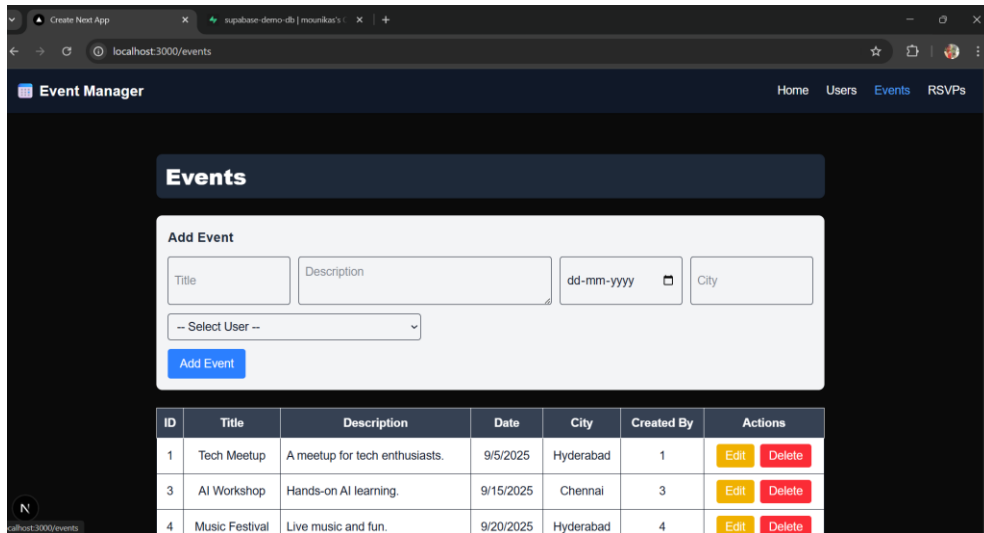 Create Next App
supabase-demo-db | mounikas's
localhost:3000/events
Event Manager
Home Users Events RSVPs
Events
Add Event
Title Description dd-mm-yyyy City
-- Select User --
Add Event
ID Title Description Date City Created By Actions
1 Tech Meetup A meetup for tech enthusiasts. 9/5/2025 Hyderabad 1 Edit Delete
3 AI Workshop Hands-on AI learning. 9/15/2025 Chennai 3 Edit Delete
N
calhost:3000/events
4 Music Festival Live music and fun. 9/20/2025 Hyderabad 4 Edit Delete